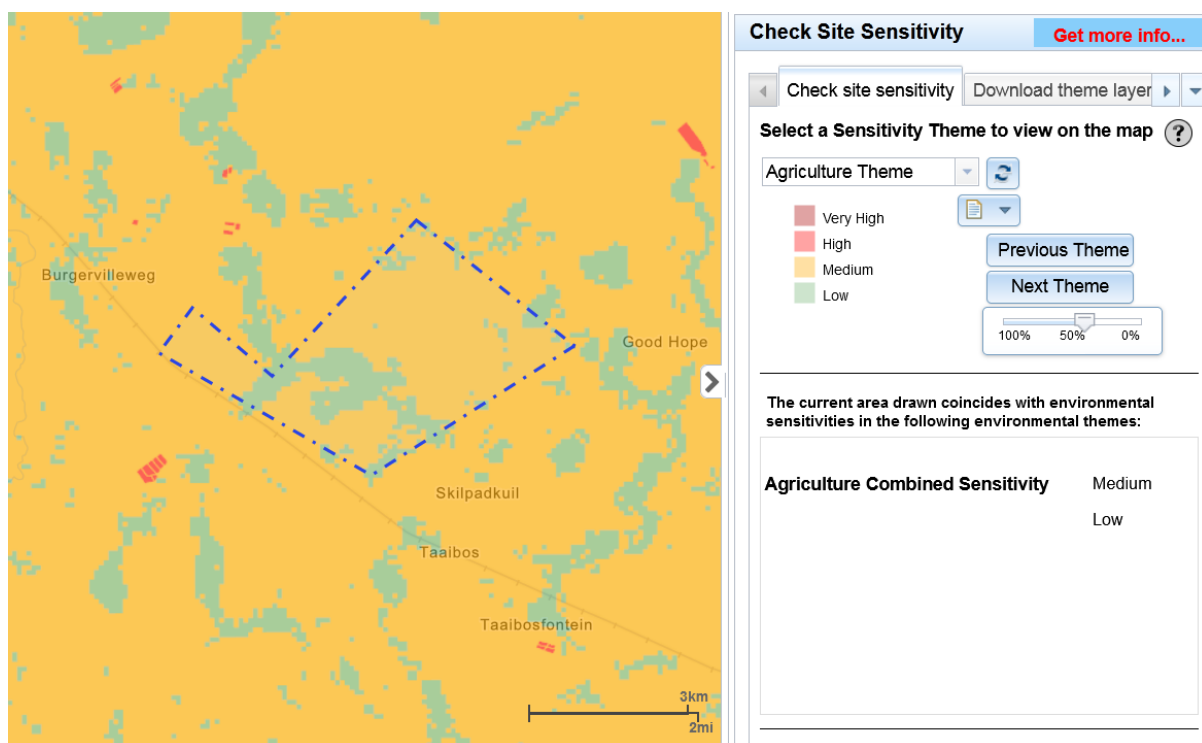 Burgervilleweg
Good Hope
Skilpadkuil
Taaibos
Taaibosfontein
3km
2mi
Check Site Sensitivity
Get more info...
Check site sensitivity
Download theme layer
Select a Sensitivity Theme to view on the map ?
Agriculture Theme
Very High
High
Medium
Low
Previous Theme
Next Theme
100% 50% 0%
The current area drawn coincides with environmental
sensitivities in the following environmental themes:
Agriculture Combined Sensitivity Medium
Low